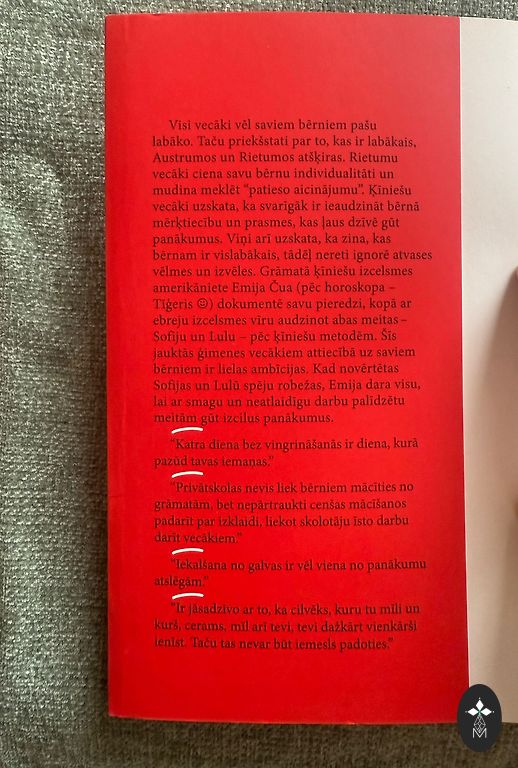 Visi vecāki vēl saviem bērniem pašu
labāko. Taču priekšstati par to, kas ir labākais,
Austrumos un Rietumos atšķiras. Rietumu
vecāki ciena savu bērnu individualitāti un
mudina meklēt “patieso aicinājumu”. Ķīniešu
vecāki uzskata, ka svarīgāk ir ieaudzināt bērnā
mērķtiecību un prasmes, kas ļaus dzīvē gūt
panākumus. Viņi arī uzskata, ka zina, kas
bērnam ir vislabākais, tādēļ nereti ignorē atvases
vēlmes un izvēles. Grāmatā ķīniešu izcelsmes
amerikāniete Emija Čua (pēc horoskopa –
Tīģeris ☺) dokumentē savu pieredzi, kopā ar
ebreju izcelsmes vīru audzinot abas meitas –
Sofiju un Lulu – pēc ķīniešu metodēm. Šīs
jauktās ģimenes vecākiem attiecībā uz saviem
bērniem ir lielas ambīcijas. Kad novērtētas
Sofijas un Lulū spēju robežas, Emija dara visu,
lai ar smagu un neatlaidīgu darbu palīdzētu
meitām gūt izcilus panākumus.
“Katra diena bez vingrināšanās ir diena, kurā
pazūd tavas iemaņas.”
“Privātskolas nevis liek bērniem mācīties no
grāmatām, bet nepārtraukti cenšas mācīšanos
padarīt par izklaidi, liekot skolotāju īsto darbu
darīt vecākiem.”
“Iekalšana no galvas ir vēl viena no panākumu
atslēgām.”
“Ir jāsadzīvo ar to, ka cilvēks, kuru tu mīli un
kurš, cerams, mīl arī tevi, tevi dažkārt vienkārši
ienīst. Taču tas nevar būt iemesls padoties.”
M